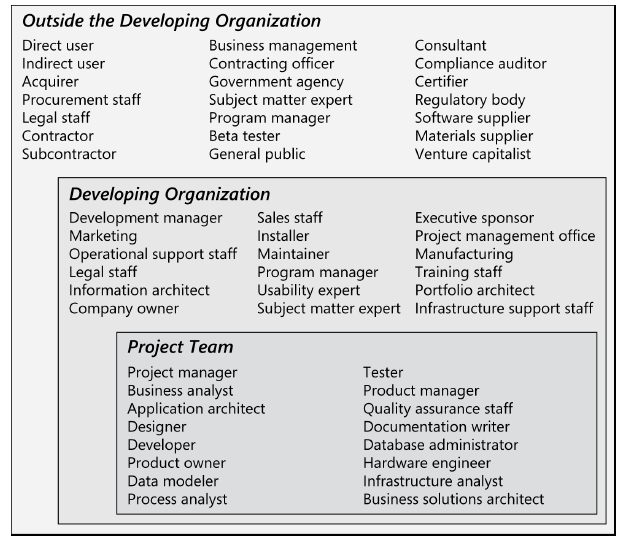 Outside the Developing Organization
Direct user Business management Consultant
Indirect user Contracting officer Compliance auditor
Acquirer Government agency Certifier
Procurement staff Subject matter expert Regulatory body
Legal staff Program manager Software supplier
Contractor Beta tester Materials supplier
Subcontractor General public Venture capitalist
Developing Organization
Development manager Sales staff Executive sponsor
Marketing Installer Project management office
Operational support staff Maintainer Manufacturing
Legal staff Program manager Training staff
Information architect Usability expert Portfolio architect
Company owner Subject matter expert Infrastructure support staff
Project Team
Project manager Tester
Business analyst Product manager
Application architect Quality assurance staff
Designer Documentation writer
Developer Database administrator
Product owner Hardware engineer
Data modeler Infrastructure analyst
Process analyst Business solutions architect